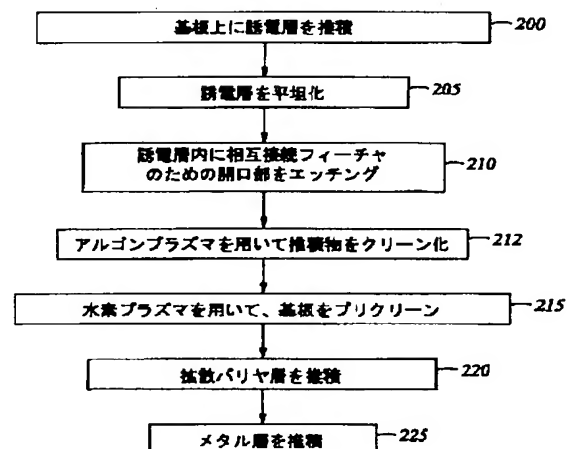 基板上に誘電層を堆積
200
誘電層を平坦化
205
誘電層内に相互接続フィーチャ
のための開口部をエッチング
210
アルゴンプラズマを用いて堆積物をクリーン化
212
水素プラズマを用いて、基板をプリクリーン
215
拡散バリヤ層を堆積
220
メタル層を堆積
225